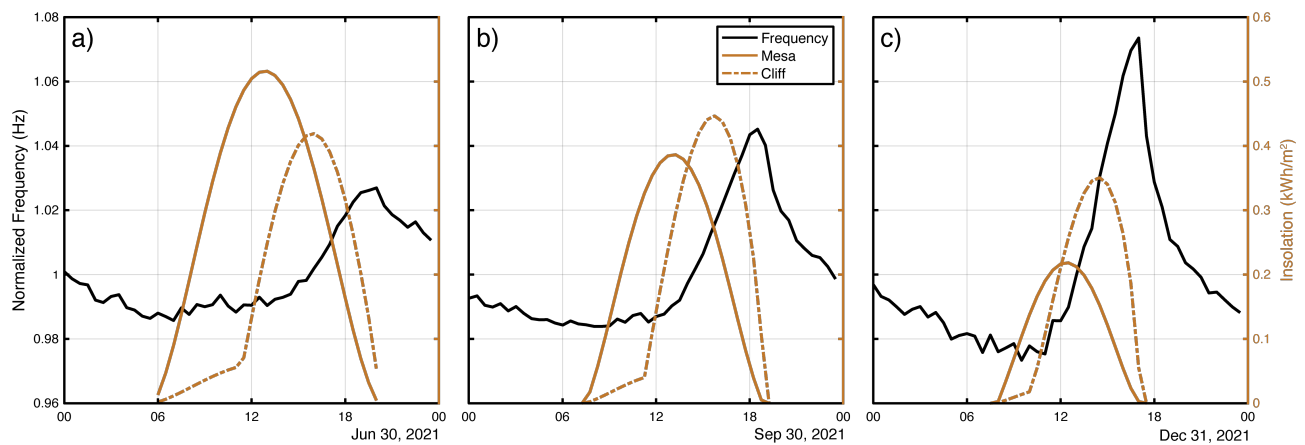 a)
b)
c)
Frequency
Mesa
Cliff
Normalized Frequency (Hz)
1.08
1.06
1.04
1.02
1
0.98
0.96
Insolation (kWh/m²)
0.6
0.5
0.4
0.3
0.2
0.1
0
00 06 12 18 00
00 06 12 18 00
00 06 12 18 00
Jun 30, 2021
Sep 30, 2021
Dec 31, 2021